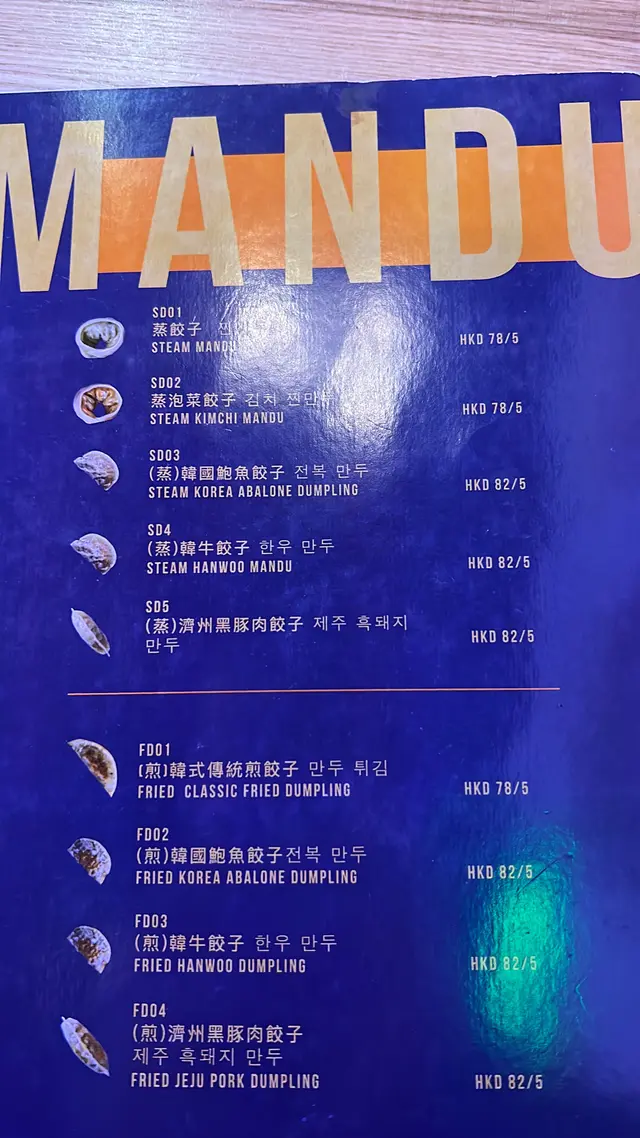 MANDU
SD01
蒸餃子 찐
STEAM MANDU
HKD 78/5
SD02
蒸泡菜餃子 김치 찐만두
STEAM KIMCHI MANDU
HKD 78/5
SD03
(蒸)韓國鮑魚餃子 전복 만두
STEAM KOREA ABALONE DUMPLING
HKD 82/5
SD4
(蒸)韓牛餃子 한우 만두
STEAM HANWOO MANDU
HKD 82/5
SD5
(蒸)濟州黑豚肉餃子 제주 흑돼지
만두
HKD 82/5
FD01
(煎)韓式傳統煎餃子 만두 튀김
FRIED CLASSIC FRIED DUMPLING
HKD 78/5
FD02
(煎)韓國鮑魚餃子전복 만두
FRIED KOREA ABALONE DUMPLING
HKD 82/5
FD03
(煎)韓牛餃子 한우 만두
FRIED HANWOO DUMPLING
HKD 82/5
FD04
(煎)濟州黑豚肉餃子
제주 흑돼지 만두
FRIED JEJU PORK DUMPLING
HKD 82/5